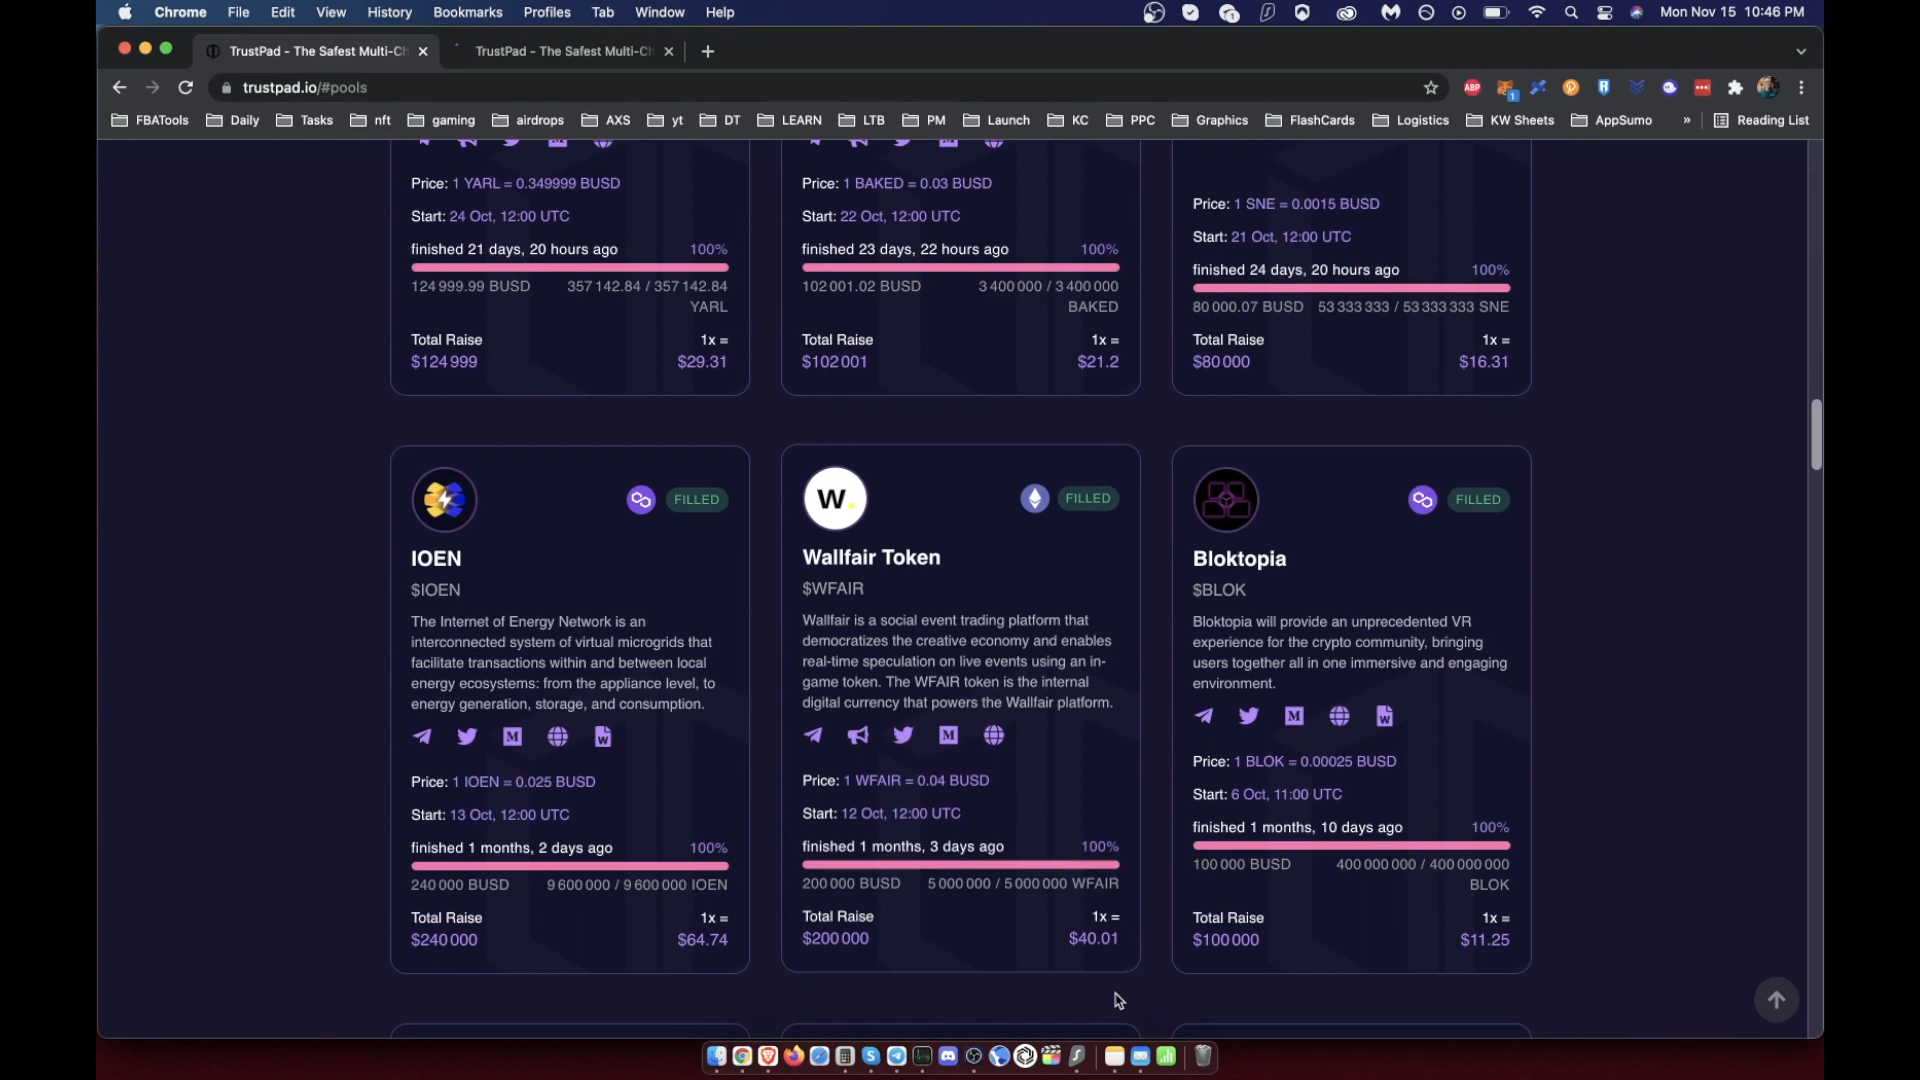 Chrome File Edit View History Bookmarks Profiles Tab Window Help Mon Nov 15 10:46 PM
TrustPad - The Safest Multi-Ch
TrustPad - The Safest Multi-Ch
trustpad.io/#pools
FBATools Daily Tasks nft gaming airdrops AXS yt DT LEARN LTB PM Launch KC PPC Graphics FlashCards Logistics KW Sheets AppSumo » Reading List
Price: 1 YARL = 0.349999 BUSD
Start: 24 Oct, 12:00 UTC
finished 21 days, 20 hours ago 100%
124 999.99 BUSD 357 142.84 / 357 142.84
YARL
Total Raise 1x =
$124 999 $29.31
Price: 1 BAKED = 0.03 BUSD
Start: 22 Oct, 12:00 UTC
finished 23 days, 22 hours ago 100%
102 001.02 BUSD 3 400 000 / 3 400 000
BAKED
Total Raise 1x =
$102 001 $21.2
Price: 1 SNE = 0.0015 BUSD
Start: 21 Oct, 12:00 UTC
finished 24 days, 20 hours ago 100%
80 000.07 BUSD 53 333 333 / 53 333 333 SNE
Total Raise 1x =
$80 000 $16.31
FILLED
IOEN
$IOEN
The Internet of Energy Network is an
interconnected system of virtual microgrids that
facilitate transactions within and between local
energy ecosystems: from the appliance level, to
energy generation, storage, and consumption.
Price: 1 IOEN = 0.025 BUSD
Start: 13 Oct, 12:00 UTC
finished 1 months, 2 days ago 100%
240 000 BUSD 9 600 000 / 9 600 000 IOEN
Total Raise 1x =
$240 000 $64.74
W. FILLED
Wallfair Token
$WFAIR
Wallfair is a social event trading platform that
democratizes the creative economy and enables
real-time speculation on live events using an in-
game token. The WFAIR token is the internal
digital currency that powers the Wallfair platform.
Price: 1 WFAIR = 0.04 BUSD
Start: 12 Oct, 12:00 UTC
finished 1 months, 3 days ago 100%
200 000 BUSD 5 000 000 / 5 000 000 WFAIR
Total Raise 1x =
$200 000 $40.01
FILLED
Bloktopia
$BLOK
Bloktopia will provide an unprecedented VR
experience for the crypto community, bringing
users together all in one immersive and engaging
environment.
Price: 1 BLOK = 0.00025 BUSD
Start: 6 Oct, 11:00 UTC
finished 1 months, 10 days ago 100%
100 000 BUSD 400 000 000 / 400 000 000
BLOK
Total Raise 1x =
$100 000 $11.25